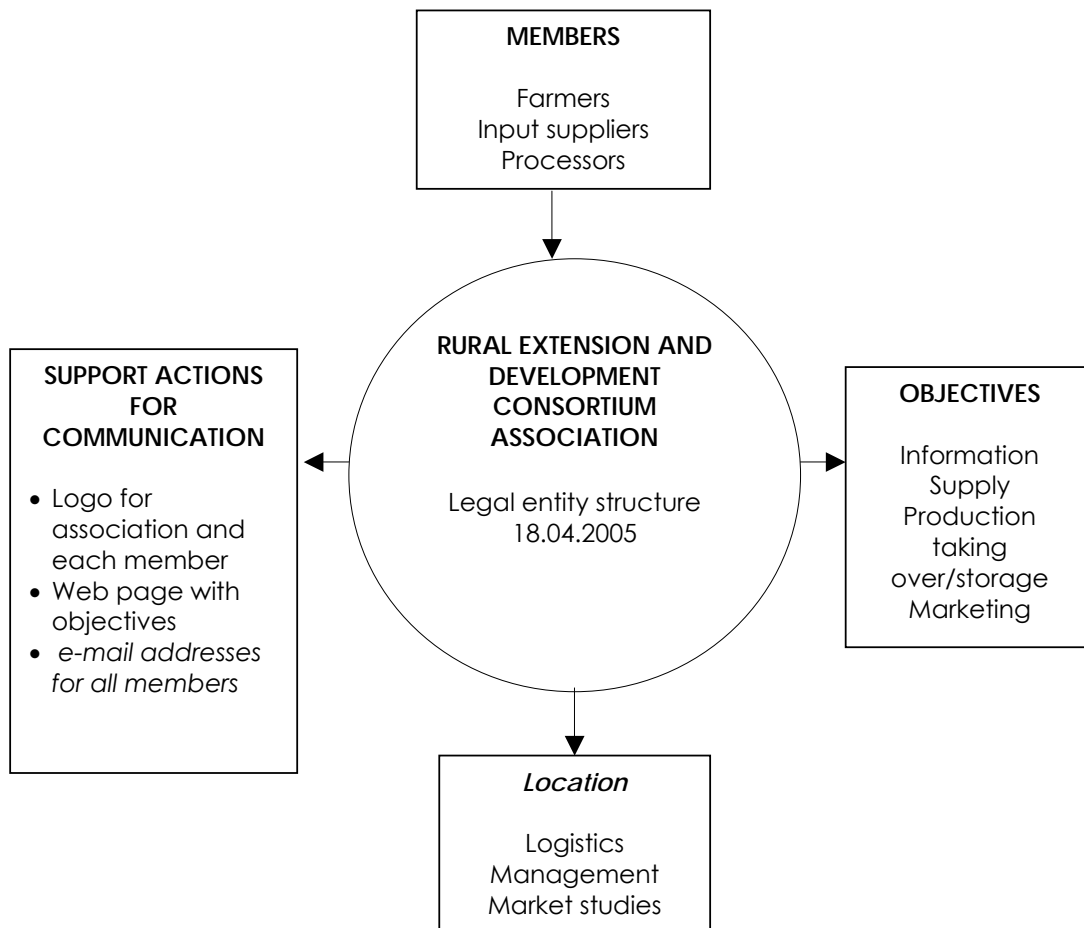 MEMBERS
Farmers
Input suppliers
Processors
RURAL EXTENSION AND
DEVELOPMENT
CONSORTIUM
ASSOCIATION
Legal entity structure
18.04.2005
SUPPORT ACTIONS
FOR
COMMUNICATION
• Logo for
association and
each member
• Web page with
objectives
• e-mail addresses
for all members
OBJECTIVES
Information
Supply
Production
taking
over/storage
Marketing
Location
Logistics
Management
Market studies